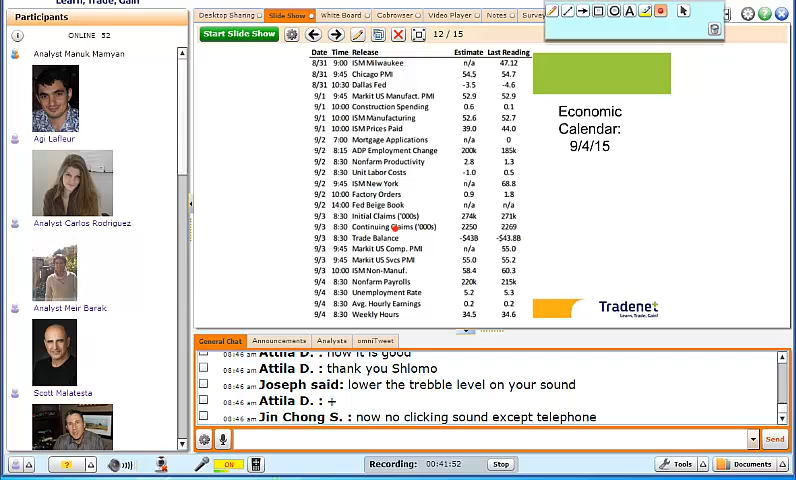 Learn, Trade, Gain!
Participants
ONLINE 52
Analyst Manuk Mamyan
Agi Lafleur
Analyst Carlos Rodriguez
Analyst Meir Barak
Scott Malatesta
Desktop Sharing Slide Show White Board Cobrowser Video Player Notes Survey
Start Slide Show 12 / 15
Date Time Release Estimate Last Reading
8/31 9:00 ISM Milwaukee n/a 47.12
8/31 9:45 Chicago PMI 54.5 54.7
8/31 10:30 Dallas Fed -3.5 -4.6
9/1 9:45 Markit US Manufact. PMI 52.9 52.9
9/1 10:00 Construction Spending 0.6 0.1
9/1 10:00 ISM Manufacturing 52.6 52.7
9/1 10:00 ISM Prices Paid 39.0 44.0
9/2 7:00 Mortgage Applications n/a 0
9/2 8:15 ADP Employment Change 200k 185k
9/2 8:30 Nonfarm Productivity 2.8 1.3
9/2 8:30 Unit Labor Costs -1.0 0.5
9/2 9:45 ISM New York n/a 68.8
9/2 10:00 Factory Orders 0.9 1.8
9/2 14:00 Fed Beige Book n/a n/a
9/3 8:30 Initial Claims ('000s) 274k 271k
9/3 8:30 Continuing Claims ('000s) 2250 2269
9/3 8:30 Trade Balance -$43B -$43.8B
9/3 9:45 Markit US Comp. PMI n/a 55.0
9/3 9:45 Markit US Svcs PMI 55.0 55.2
9/3 10:00 ISM Non-Manuf. 58.4 60.3
9/4 8:30 Nonfarm Payrolls 220k 215k
9/4 8:30 Unemployment Rate 5.2 5.3
9/4 8:30 Avg. Hourly Earnings 0.2 0.2
9/4 8:30 Weekly Hours 34.5 34.6
Economic
Calendar:
9/4/15
Tradenet
Learn, Trade, Gain!
General Chat Announcements Analysts omniTweet
08:46 am Attila D. : now it is good
08:46 am Attila D. : thank you Shlomo
08:46 am Joseph said: lower the trebble level on your sound
08:46 am Attila D. : +
08:46 am Jin Chong S. : now no clicking sound except telephone
Send
ON
Recording: 00:41:52 Stop
Tools Documents